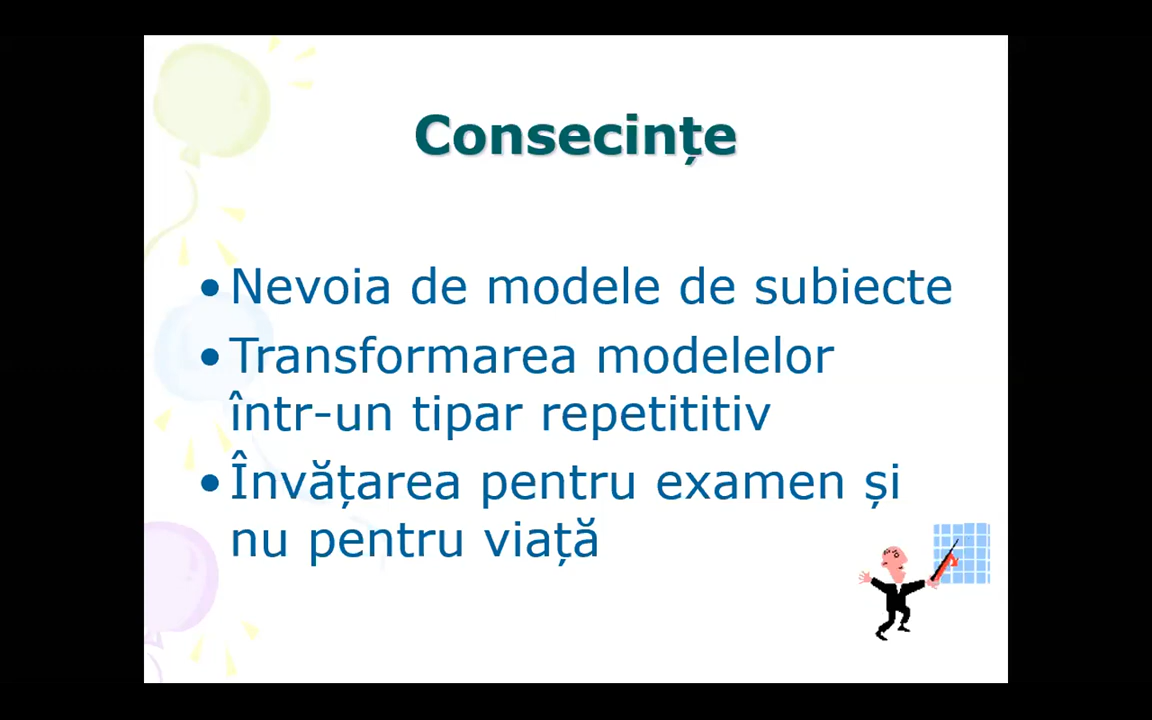 Consecințe
•Nevoia de modele de subiecte
•Transformarea modelelor
într-un tipar repetititiv
•Învățarea pentru examen și
nu pentru viață